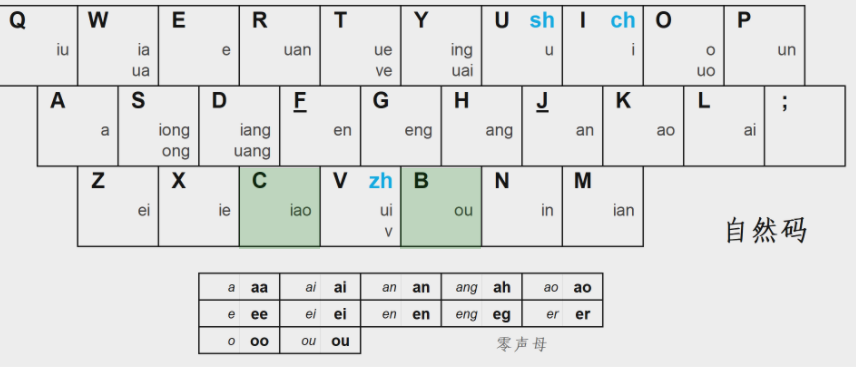 Q W E R T Y U sh I ch O P
iu ia e uan ue ing u i o un
ua ve uai uo
A S D F G H J K L ;
a iong iang en eng ang an ao ai
ong uang
Z X C V zh B N M
ei ie iao ui ou in ian
v
自然码
a aa ai ai an an ang ah ao ao
e ee ei ei en en eng eg er er
o oo ou ou
零声母